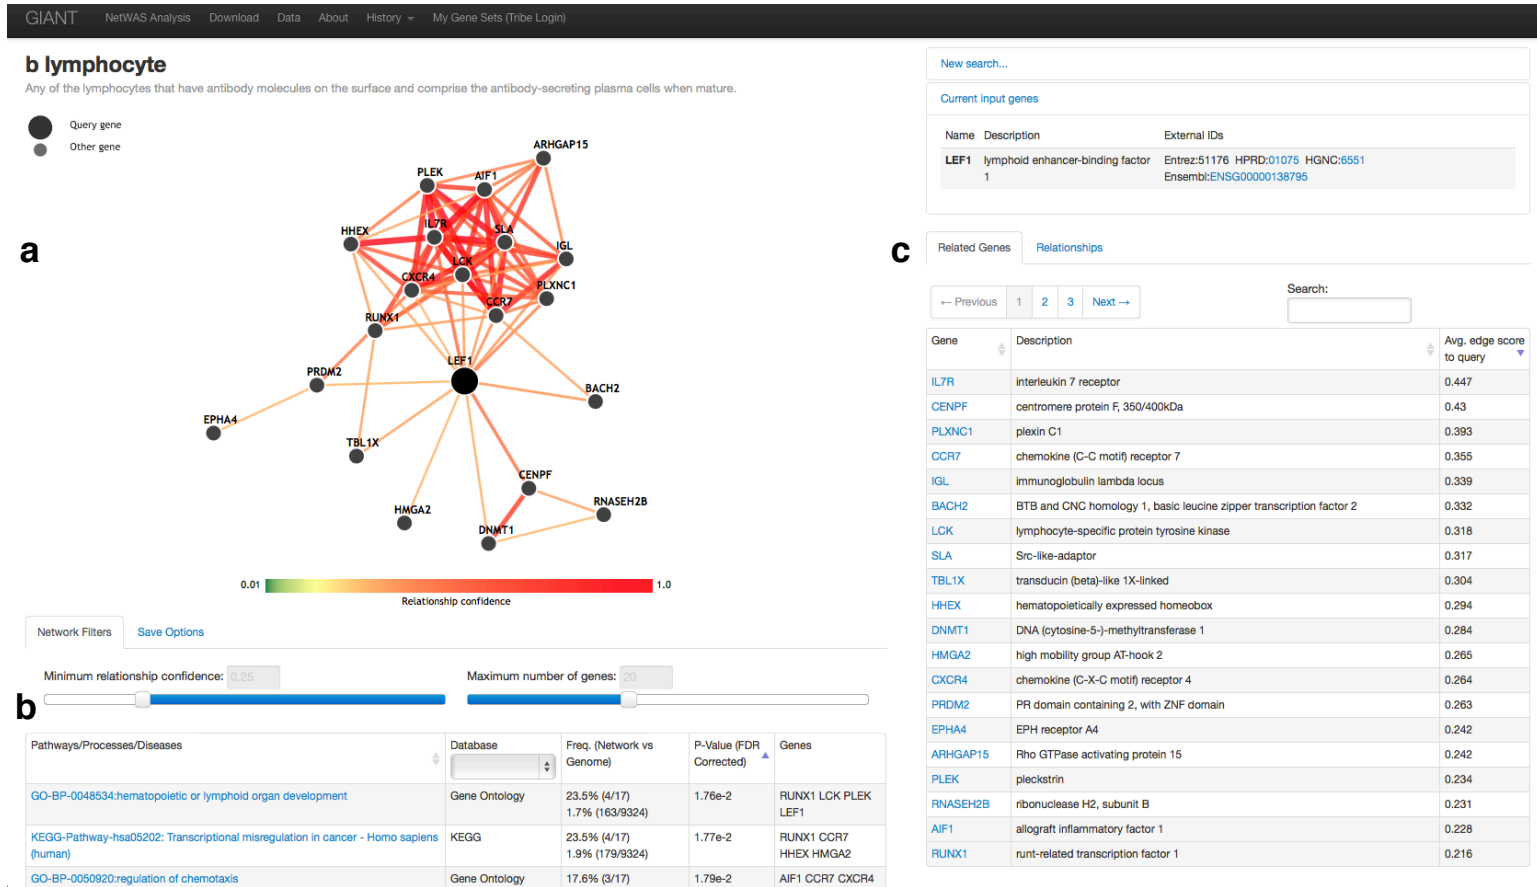 GIANT NetWAS Analysis Download Data About History My Gene Sets (Tribe Login)
b lymphocyte
Any of the lymphocytes that have antibody molecules on the surface and comprise the antibody-secreting plasma cells when mature.
Query gene
Other gene
a
ARHGAP15
PLEK
AIF1
HHEX
IL7R
SLA
IGL
LCK
CXCR4
PLXNC1
CCR7
RUNX1
LEF1
PRDM2
BACH2
EPHA4
TBL1X
CENPF
RNASEH2B
HMGA2
DNMT1
0.01 1.0
Relationship confidence
Network Filters Save Options
Minimum relationship confidence: 0.25 Maximum number of genes: 20
b
Pathways/Processes/Diseases Database Freq. (Network vs Genome) P-Value (FDR Corrected) Genes
GO-BP-0048534:hematopoietic or lymphoid organ development Gene Ontology 23.5% (4/17) 1.76e-2 RUNX1 LCK PLEK
1.7% (163/9324) LEF1
KEGG-Pathway-hsa05202: Transcriptional misregulation in cancer - Homo sapiens KEGG 23.5% (4/17) 1.77e-2 RUNX1 CCR7
(human) 1.9% (179/9324) HHEX HMGA2
GO-BP-0050920:regulation of chemotaxis Gene Ontology 17.6% (3/17) 1.79e-2 AIF1 CCR7 CXCR4
New search...
Current input genes
Name Description External IDs
LEF1 lymphoid enhancer-binding factor Entrez:51176 HPRD:01075 HGNC:6551
1 Ensembl:ENSG00000138795
c
Related Genes Relationships
← Previous 1 2 3 Next →
Search:
Gene Description Avg. edge score
to query
IL7R interleukin 7 receptor 0.447
CENPF centromere protein F, 350/400kDa 0.43
PLXNC1 plexin C1 0.393
CCR7 chemokine (C-C motif) receptor 7 0.355
IGL immunoglobulin lambda locus 0.339
BACH2 BTB and CNC homology 1, basic leucine zipper transcription factor 2 0.332
LCK lymphocyte-specific protein tyrosine kinase 0.318
SLA Src-like-adaptor 0.317
TBL1X transducin (beta)-like 1X-linked 0.304
HHEX hematopoietically expressed homeobox 0.294
DNMT1 DNA (cytosine-5-)-methyltransferase 1 0.284
HMGA2 high mobility group AT-hook 2 0.265
CXCR4 chemokine (C-X-C motif) receptor 4 0.264
PRDM2 PR domain containing 2, with ZNF domain 0.263
EPHA4 EPH receptor A4 0.242
ARHGAP15 Rho GTPase activating protein 15 0.242
PLEK pleckstrin 0.234
RNASEH2B ribonuclease H2, subunit B 0.231
AIF1 allograft inflammatory factor 1 0.228
RUNX1 runt-related transcription factor 1 0.216